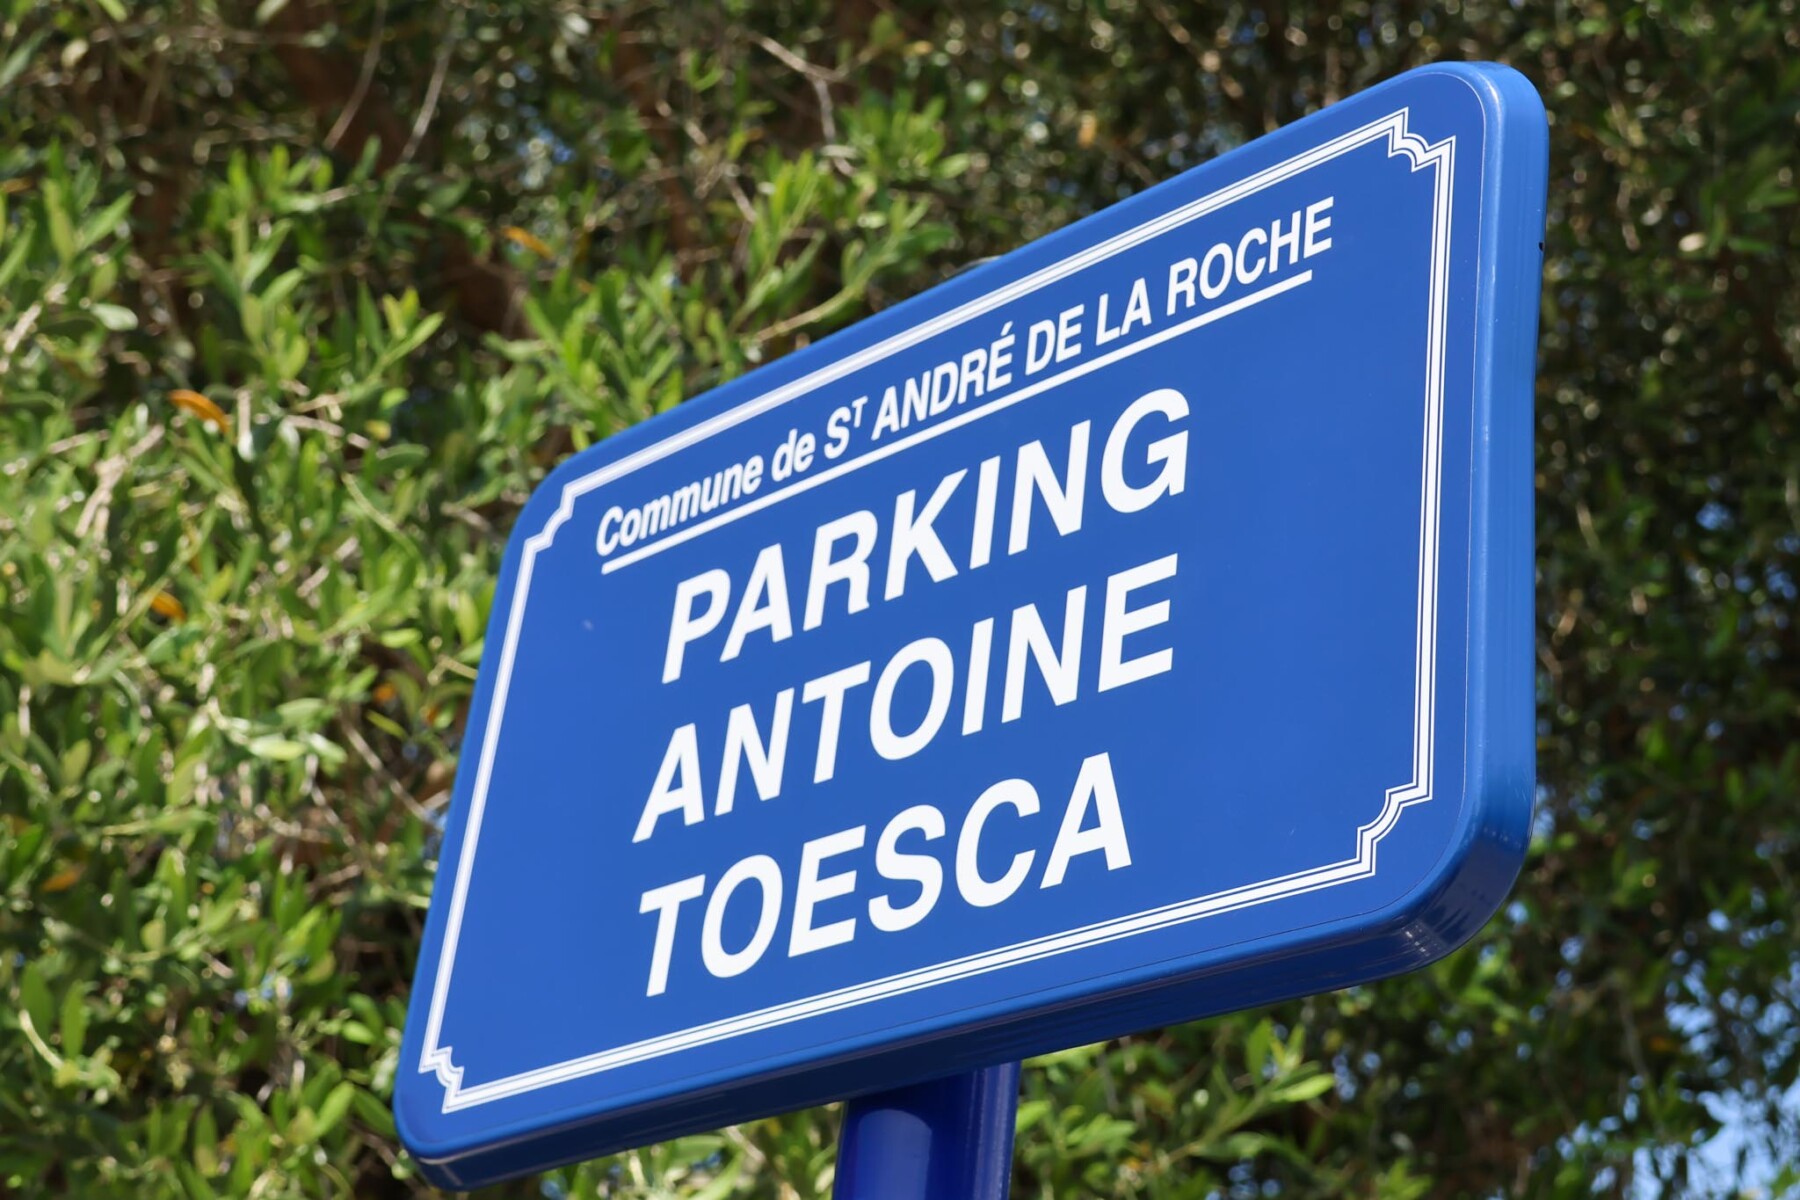 Commune de ST ANDRÉ DE LA ROCHE
PARKING
ANTOINE
TOESCA